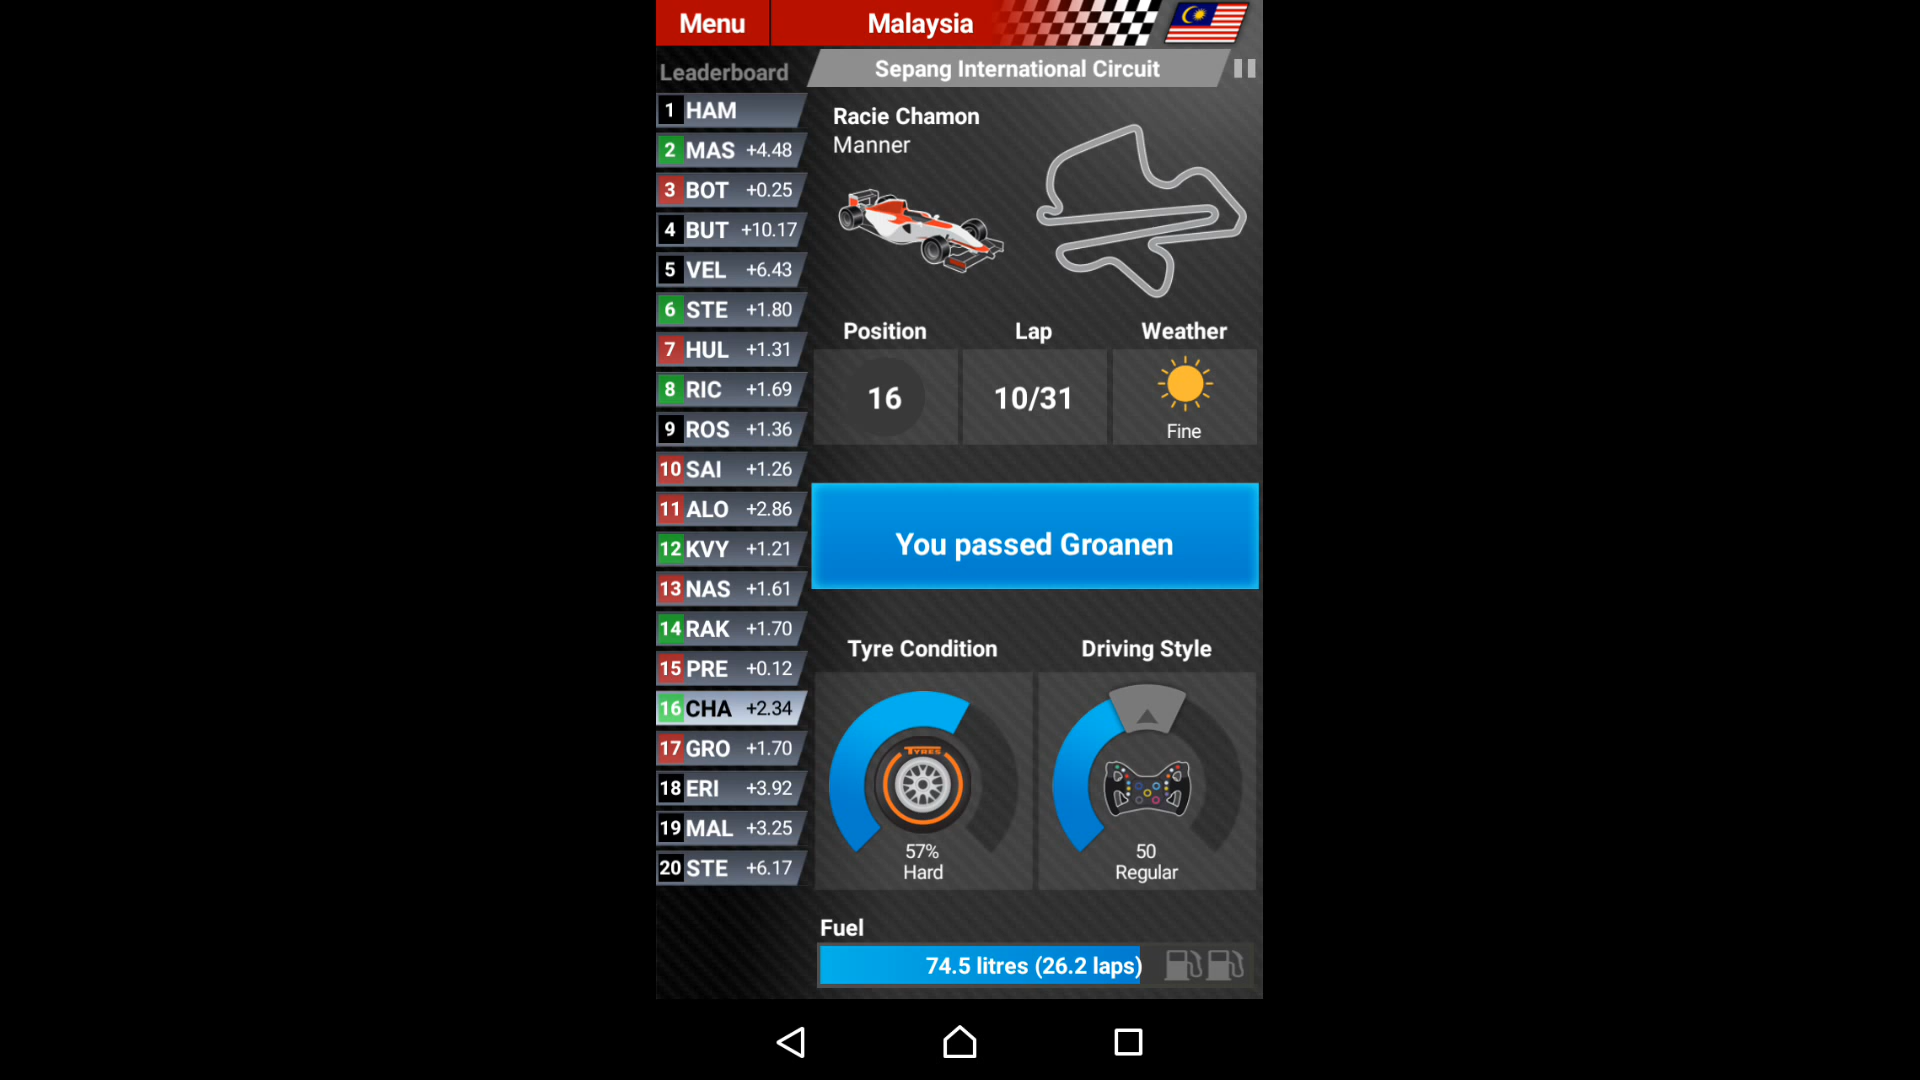 Menu
Malaysia
Leaderboard
Sepang International Circuit
1 HAM
2 MAS +4.48
3 BOT +0.25
4 BUT +10.17
5 VEL +6.43
6 STE +1.80
7 HUL +1.31
8 RIC +1.69
9 ROS +1.36
10 SAI +1.26
11 ALO +2.86
12 KVY +1.21
13 NAS +1.61
14 RAK +1.70
15 PRE +0.12
16 CHA +2.34
17 GRO +1.70
18 ERI +3.92
19 MAL +3.25
20 STE +6.17
Racie Chamon
Manner
Position
Lap
Weather
16
10/31
Fine
You passed Groanen
Tyre Condition
Driving Style
TYRES
57%
Hard
50
Regular
Fuel
74.5 litres (26.2 laps)